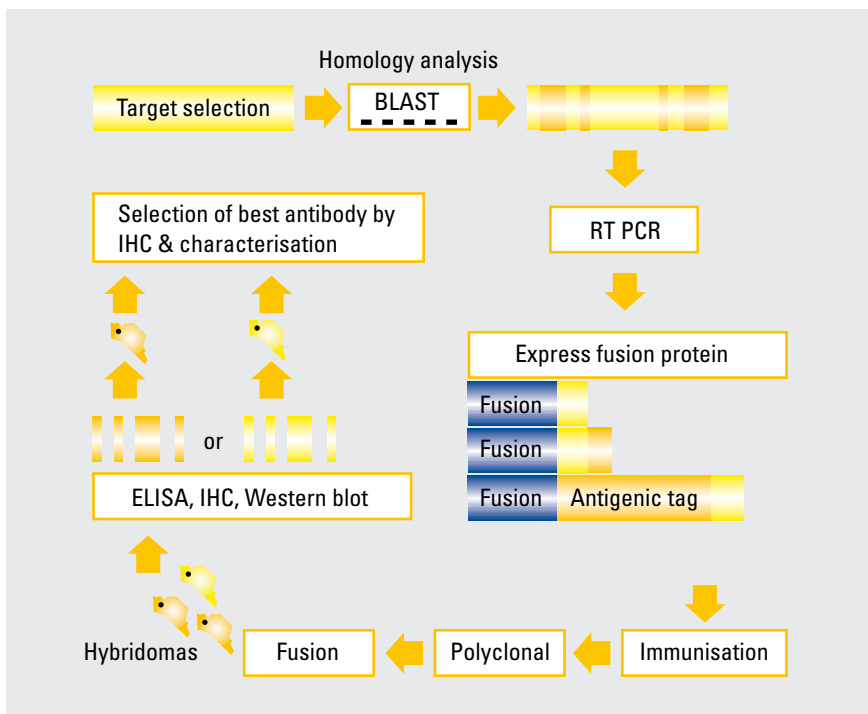 Homology analysis
Target selection
BLAST
Selection of best antibody by
IHC & characterisation
RT PCR
Express fusion protein
Fusion
Fusion
Fusion
Antigenic tag
or
ELISA, IHC, Western blot
Hybridomas
Fusion
Polyclonal
Immunisation